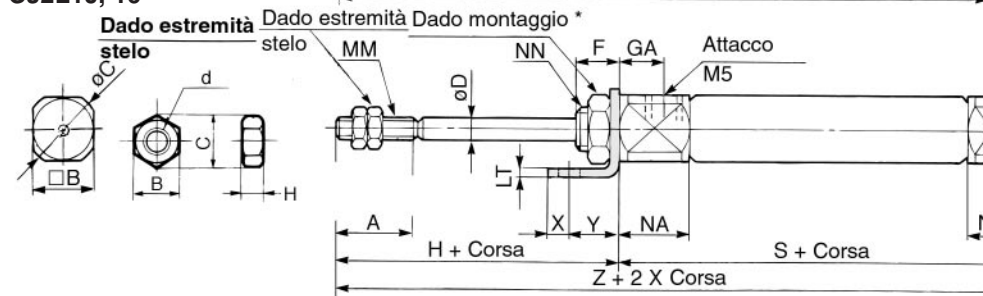 Dado estremità
stelo
Dado estremità
stelo
Dado montaggio *
MM
NN
F
GA
Attacco
M5
øC
d
øD
C
□B
B
H
LT
X
Y
NA
A
H + Corsa
S + Corsa
Z + 2 X Corsa